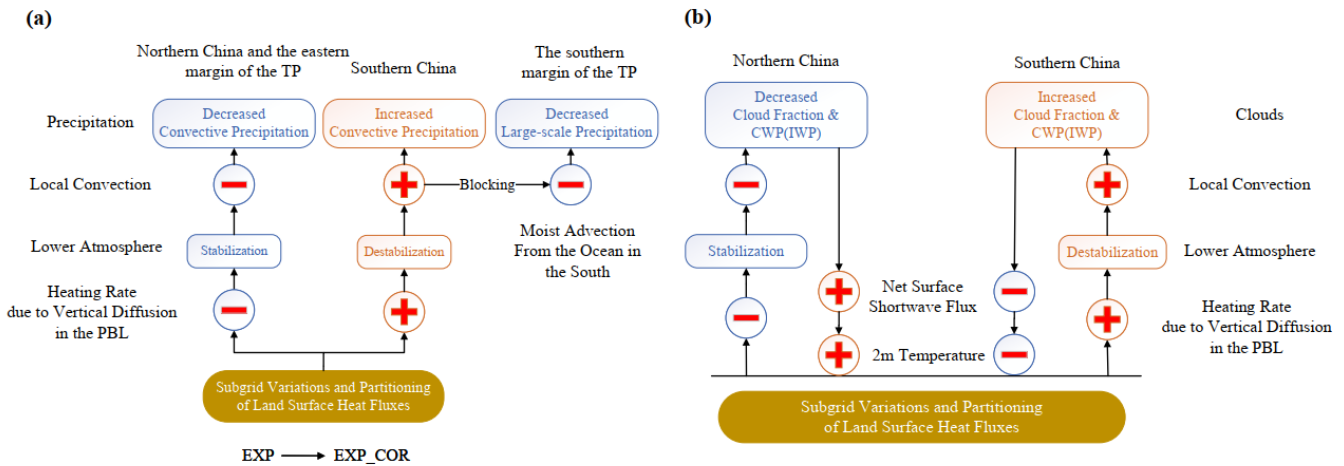 (a)
Northern China and the eastern
margin of the TP
Southern China
The southern
margin of the TP
Precipitation
Decreased
Convective Precipitation
Increased
Convective Precipitation
Decreased
Large-scale Precipitation
Local Convection
Blocking
Lower Atmosphere
Stabilization
Destabilization
Moist Advection
From the Ocean in
the South
Heating Rate
due to Vertical Diffusion
in the PBL
Subgrid Variations and Partitioning
of Land Surface Heat Fluxes
EXP
EXP_COR
(b)
Northern China
Southern China
Decreased
Cloud Fraction &
CWP(IWP)
Increased
Cloud Fraction &
CWP(IWP)
Clouds
Local Convection
Stabilization
Destabilization
Lower Atmosphere
Net Surface
Shortwave Flux
Heating Rate
due to Vertical Diffusion
in the PBL
2m Temperature
Subgrid Variations and Partitioning
of Land Surface Heat Fluxes